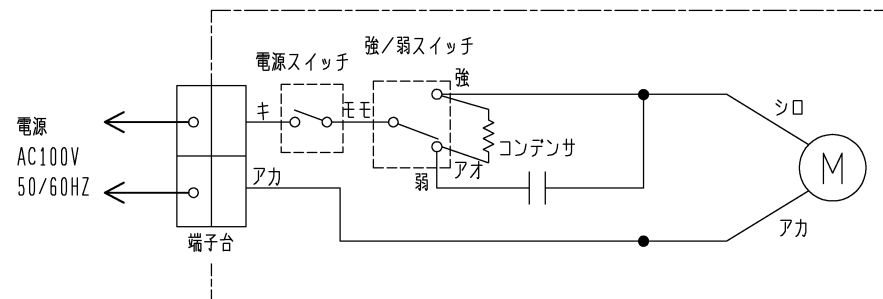 強/弱スイッチ
電源スイッチ
強
キ
モモ
シロ
電源
AC100V
50/60HZ
コンデンサ
M
アカ
アオ
弱
アカ
端子台